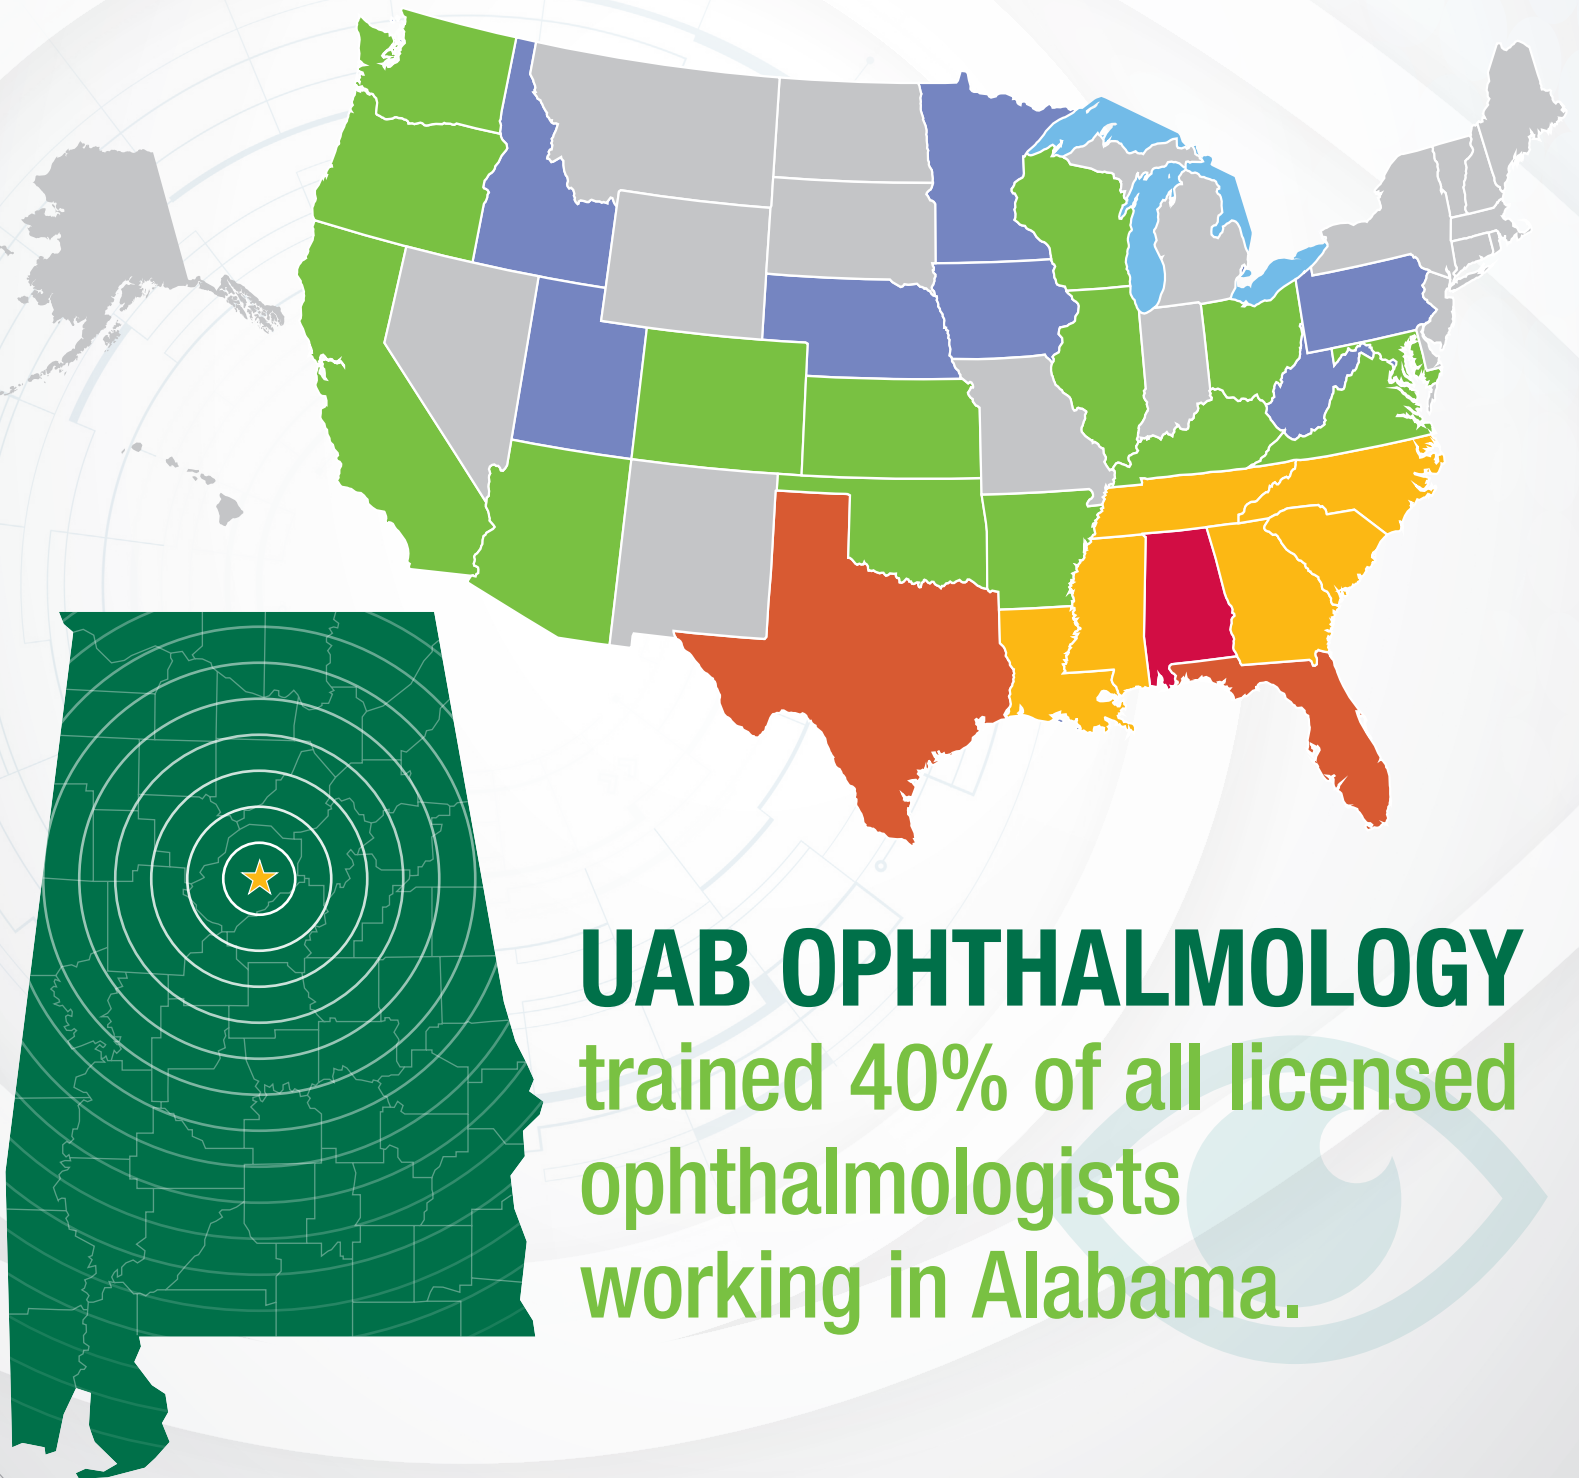 UAB OPHTHALMOLOGY
trained 40% of all licensed
ophthalmologists
working in Alabama.